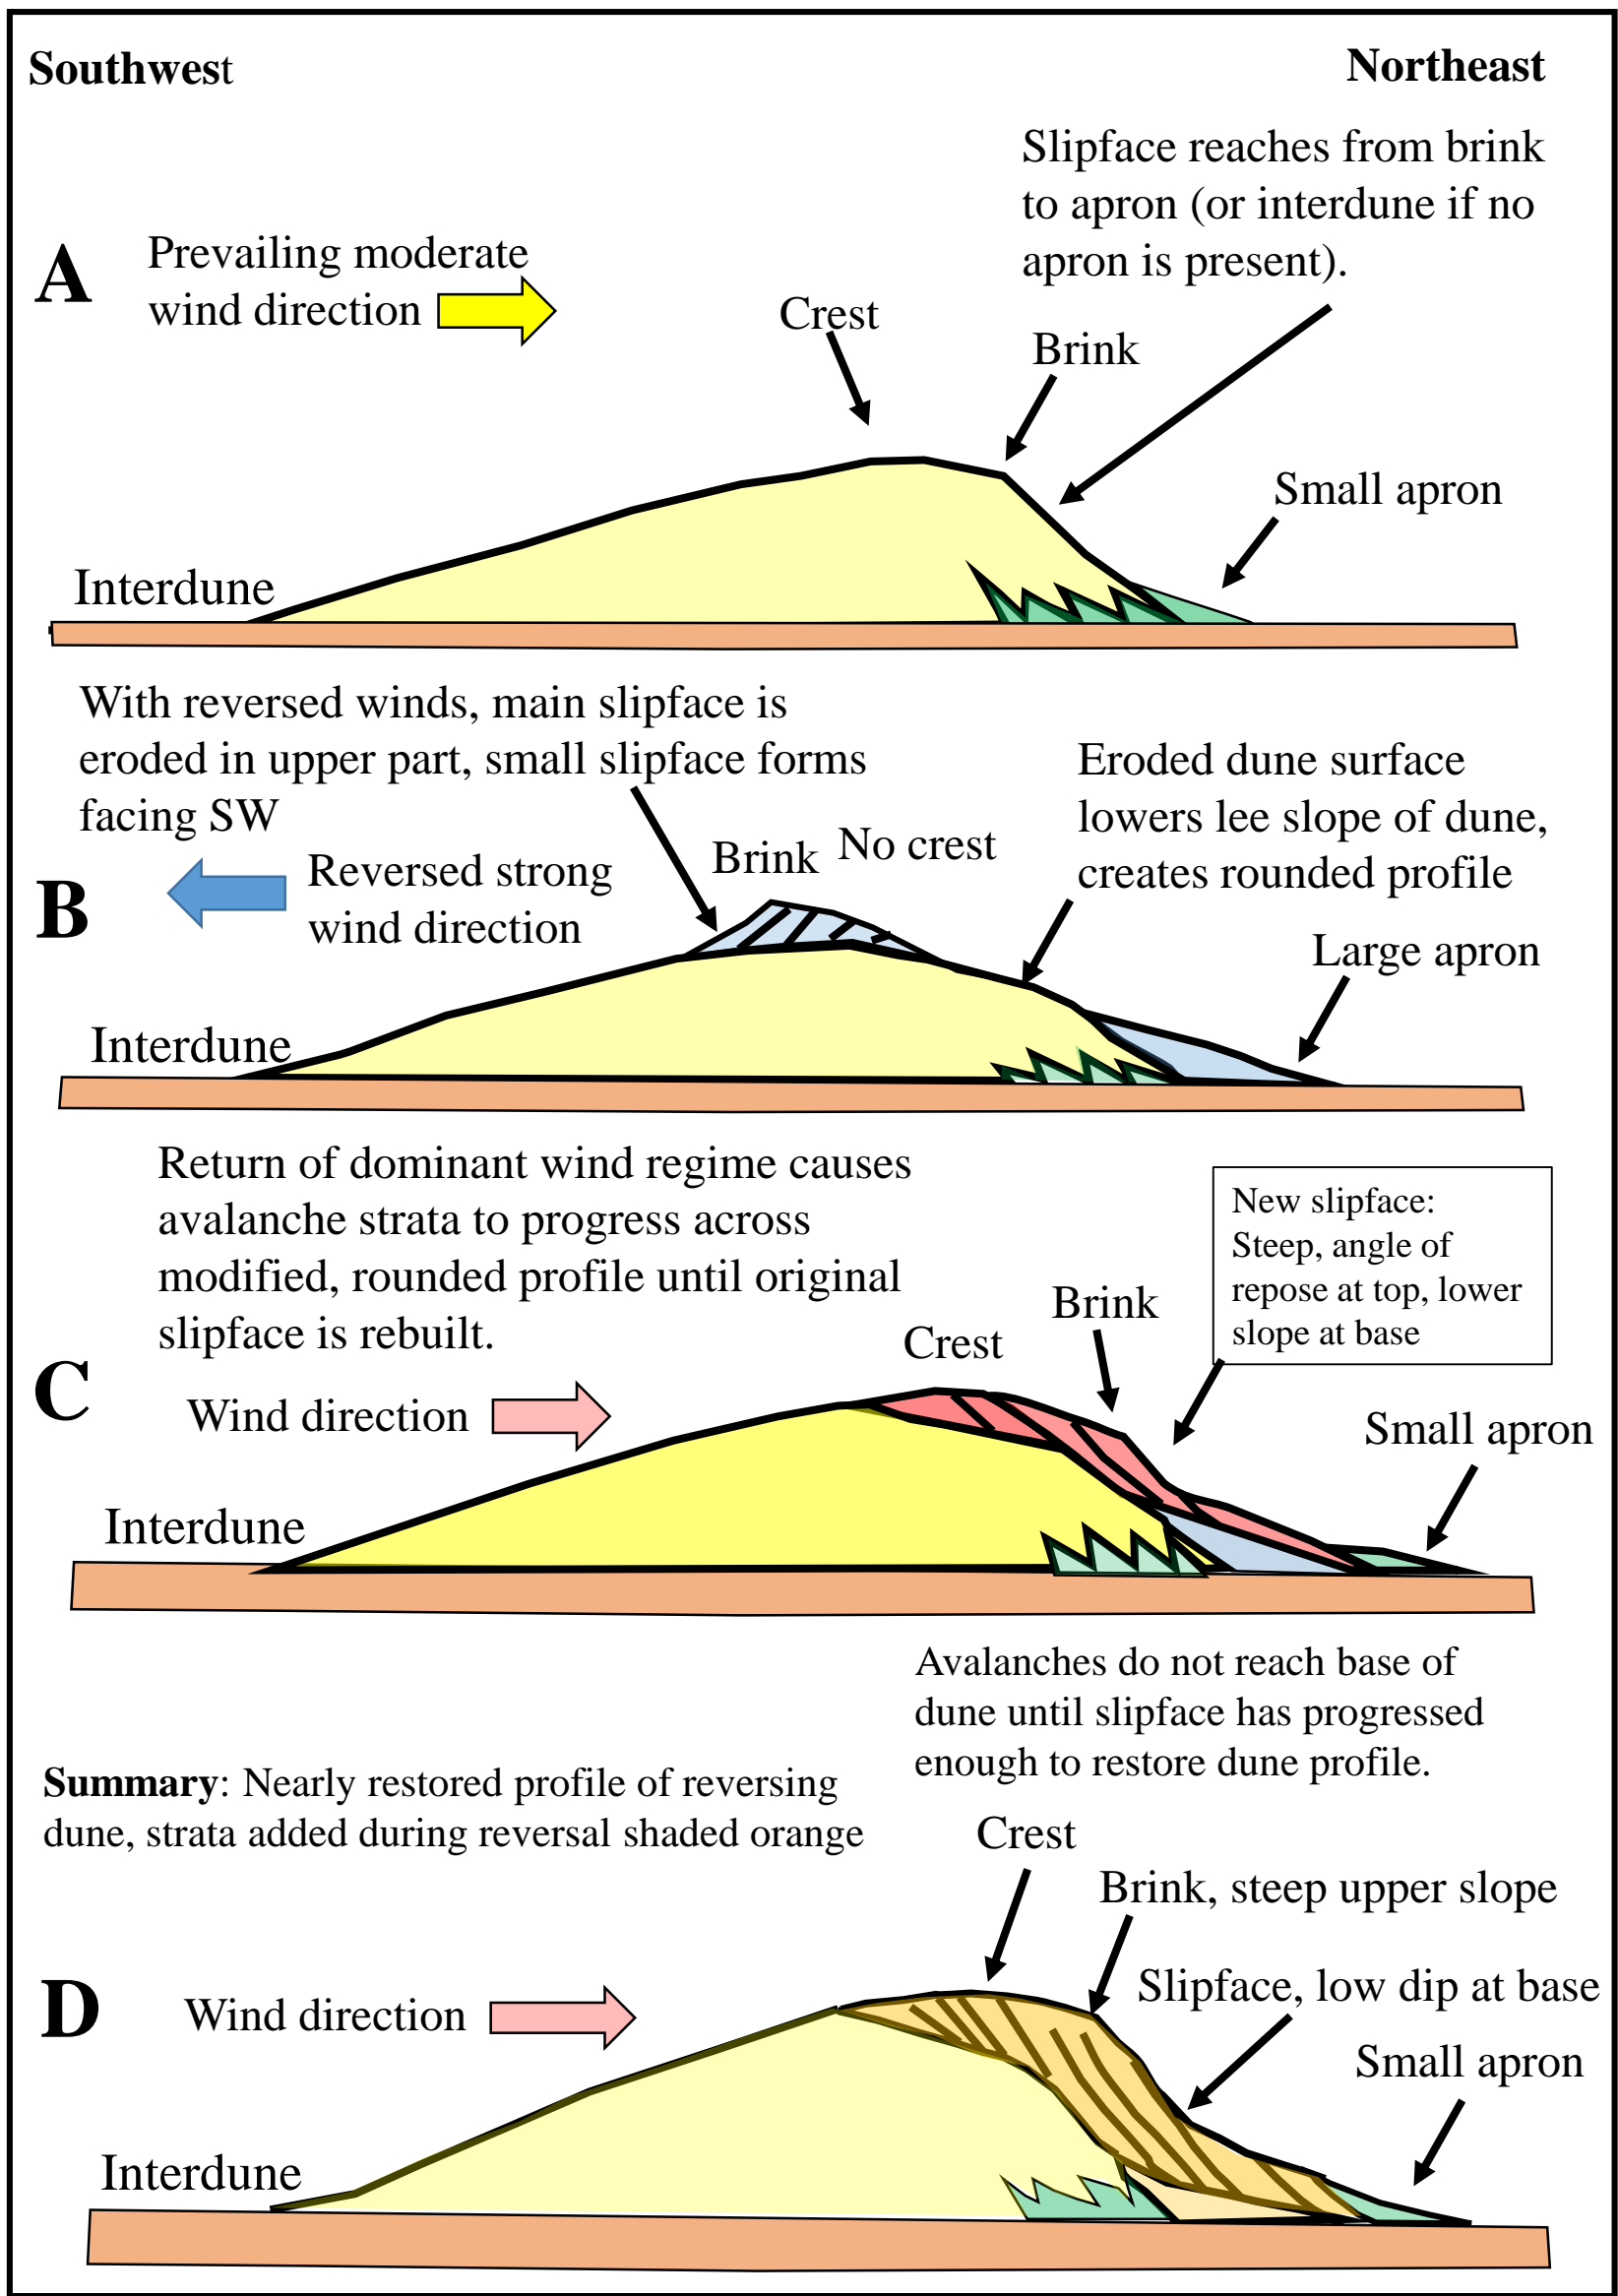 Southwest
Northeast
Slipface reaches from brink
to apron (or interdune if no
apron is present).
A
Prevailing moderate
wind direction
Crest
Brink
Small apron
Interdune
With reversed winds, main slipface is
eroded in upper part, small slipface forms
facing SW
Eroded dune surface
lowers lee slope of dune,
creates rounded profile
B
Reversed strong
wind direction
Brink
No crest
Large apron
Interdune
Return of dominant wind regime causes
avalanche strata to progress across
modified, rounded profile until original
slipface is rebuilt.
New slipface:
Steep, angle of
repose at top, lower
slope at base
Brink
Crest
C
Wind direction
Small apron
Interdune
Avalanches do not reach base of
dune until slipface has progressed
enough to restore dune profile.
Summary: Nearly restored profile of reversing
dune, strata added during reversal shaded orange
Crest
Brink, steep upper slope
D
Wind direction
Slipface, low dip at base
Small apron
Interdune